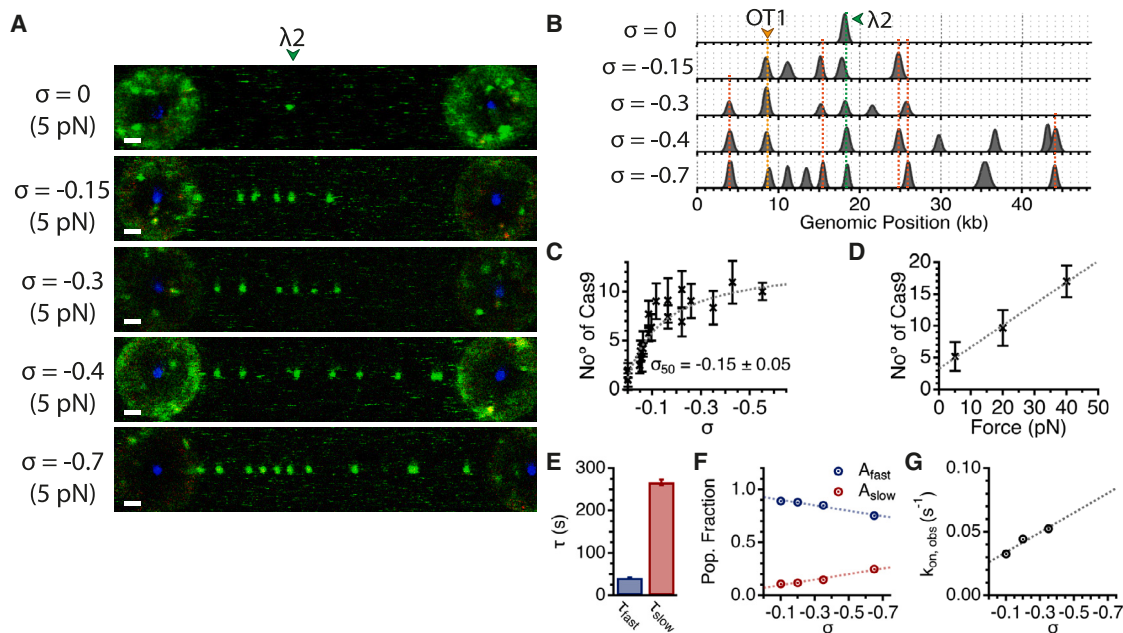 A
λ2
σ = 0
(5 pN)
σ = -0.15
(5 pN)
σ = -0.3
(5 pN)
σ = -0.4
(5 pN)
σ = -0.7
(5 pN)
B
OT1
λ2
σ = 0
σ = -0.15
σ = -0.3
σ = -0.4
σ = -0.7
0 10 20 30 40
Genomic Position (kb)
C
Noº of Cas9
10
5
0
σ50 = -0.15 ± 0.05
-0.1 -0.3 -0.5
σ
D
Noº of Cas9
20
15
10
5
0
0 10 20 30 40 50
Force (pN)
E
τ (s)
300
200
100
0
τfast τslow
F
Afast
Aslow
Pop. Fraction
1.0
0.5
0.0
-0.1 -0.3 -0.5 -0.7
σ
G
kon, obs (s-1)
0.10
0.05
0.00
-0.1 -0.3 -0.5 -0.7
σ